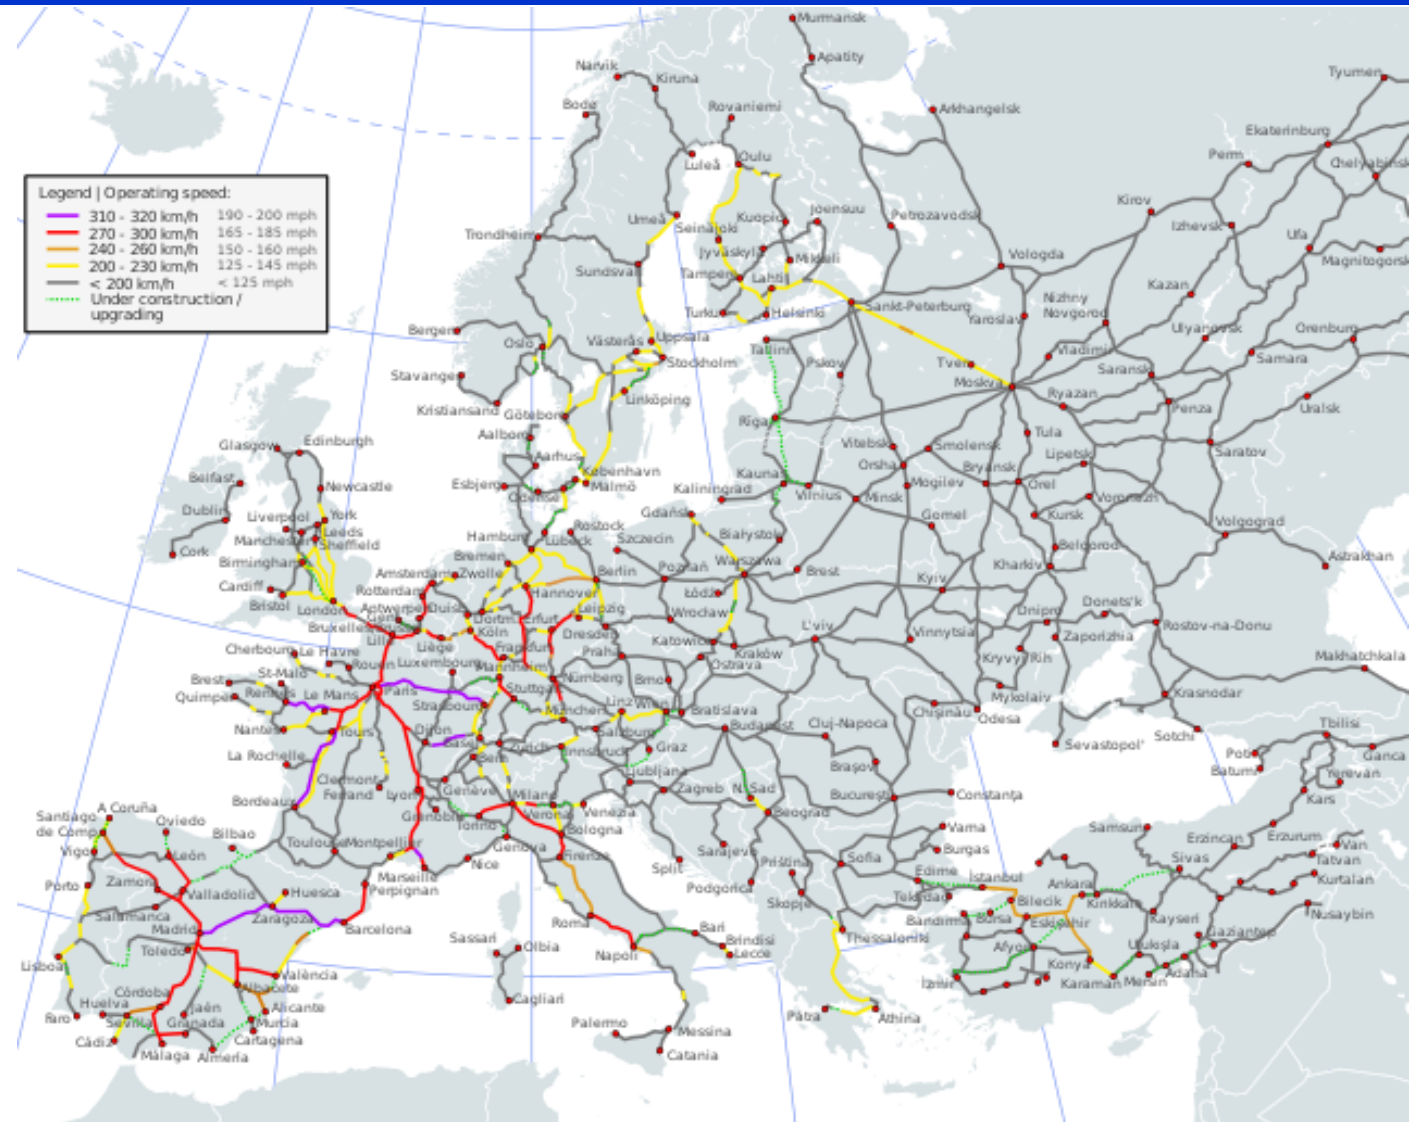 Murmansk
Apatity
Narvik
Kiruna
Tyumen
Bodø
Rovaniemi
Arkhangelsk
Ekaterinburg
Perm
Chelyabinsk
Luleå
Oulu
Legend | Operating speed:
310 - 320 km/h 190 - 200 mph
270 - 300 km/h 165 - 185 mph
240 - 260 km/h 150 - 160 mph
200 - 230 km/h 125 - 145 mph
< 200 km/h < 125 mph
Under construction /
upgrading
Kirov
Umeå
Kuopio
Joensuu
Petrozavodsk
Izhevsk
Seinäjoki
Trondheim
Ufa
Jyväskylä
Mikkeli
Vologda
Magnitogorsk
Sundsvall
Tampere
Lahti
Kazan
Nizhny
Novgorod
Sankt-Peterburg
Turku
Helsinki
Yaroslavl
Bergen
Ulyanovsk
Orenburg
Oslo
Västerås
Uppsala
Tallinn
Stockholm
Pskov
Tver
Vladimir
Samara
Saransk
Stavanger
Moskva
Linköping
Ryazan
Uralsk
Kristiansand
Göteborg
Penza
Riga
Aalborg
Tula
Glasgow
Edinburgh
Vitebsk
Smolensk
Saratov
Aarhus
Lipetsk
Orsha
Bryansk
Belfast
København
Kaunas
Esbjerg
Odense
Malmö
Kaliningrad
Vilnius
Minsk
Mogilev
Orel
Newcastle
Voronezh
Dublin
Liverpool
York
Gdańsk
Gomel
Kursk
Volgograd
Leeds
Manchester
Sheffield
Rostock
Hamburg
Lübeck
Szczecin
Białystok
Belgorod
Cork
Bremen
Astrakhan
Birmingham
Amsterdam
Zwolle
Berlin
Poznań
Warszawa
Brest
Kharkiv
Cardiff
Rotterdam
Hannover
Łódź
Kyiv
Bristol
London
Antwerpen
Duisb
Leipzig
Wrocław
Dnipro
Donets'k
Gent
Dortm.
Erfurt
Bruxelles
Köln
Dresden
L'viv
Vinnytsia
Zaporizhia
Rostov-na-Donu
Lille
Liège
Frankfurt
Katowice
Kraków
Cherbourg
Le Havre
Praha
Kryvyy Rih
Makhatchkala
Rouen
Luxembourg
Mannheim
Ostrava
St-Malo
Brest
Nürnberg
Brno
Quimper
Rennes
Le Mans
Paris
Stuttgart
Mykolaiv
Krasnodar
Strasbourg
München
Linz
Wien
Bratislava
Chişinău
Odesa
Nantes
Tours
Dijon
Salzburg
Budapest
Cluj-Napoca
Tbilisi
Basel
Zürich
Innsbruck
Graz
Sevastopol'
Sotchi
Poti
Ganca
La Rochelle
Bern
Batumi
Yerevan
Clermont
Ferrand
Lyon
Genève
Ljubljana
Braşov
Bordeaux
Milano
Zagreb
N. Sad
Bucureşti
Constanţa
Kars
A Coruña
Grenoble
Torino
Verona
Venezia
Beograd
Santiago
de Comp.
Oviedo
Bilbao
Bologna
Varna
Samsun
Erzincan
Erzurum
Van
Toulouse
Montpellier
Genova
Firenze
Sarajevo
Burgas
Vigo
León
Nice
Split
Priština
Sofia
Sivas
Tatvan
Marseille
Podgorica
Edirne
İstanbul
Ankara
Kurtalan
Porto
Zamora
Valladolid
Huesca
Perpignan
Tekirdağ
Bilecik
Kırıkkale
Salamanca
Zaragoza
Skopje
Bandırma
Bursa
Eskişehir
Kayseri
Nusaybin
Madrid
Barcelona
Roma
Bari
Thessaloniki
Gaziantep
Toledo
Sassari
Olbia
Brindisi
Afyon
Ulukışla
Lisboa
Napoli
Lecce
Konya
Adana
València
İzmir
Karaman
Mersin
Albacete
Huelva
Córdoba
Cagliari
Faro
Sevilla
Jaén
Alicante
Pàtra
Athína
Granada
Murcia
Palermo
Messina
Cádiz
Cartagena
Málaga
Almería
Catania